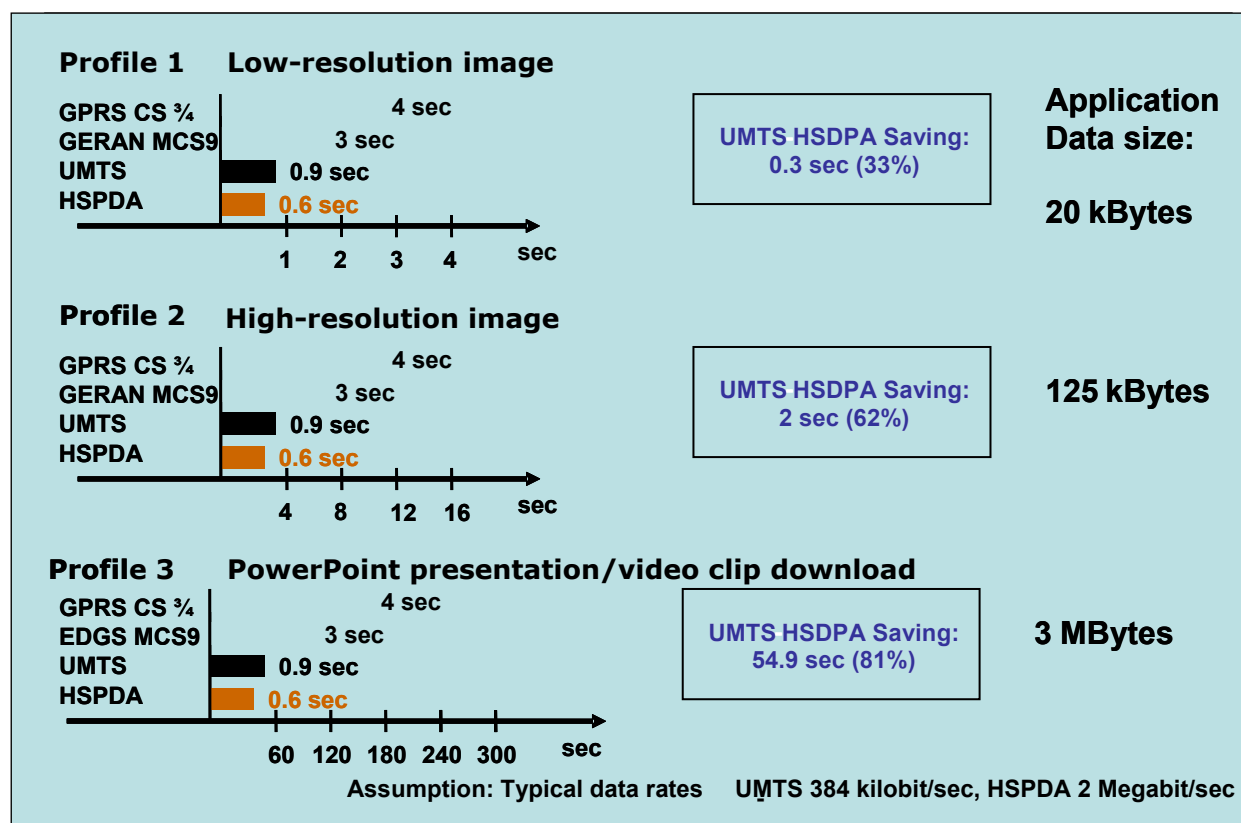 Profile 1 Low-resolution image
GPRS CS ¾ 4 sec
GERAN MCS9 3 sec
UMTS 0.9 sec
HSPDA 0.6 sec
1 2 3 4 sec
UMTS HSDPA Saving:
0.3 sec (33%)
Application
Data size:
20 kBytes
Profile 2 High-resolution image
GPRS CS ¾ 4 sec
GERAN MCS9 3 sec
UMTS 0.9 sec
HSPDA 0.6 sec
4 8 12 16 sec
UMTS HSDPA Saving:
2 sec (62%)
125 kBytes
Profile 3 PowerPoint presentation/video clip download
GPRS CS ¾ 4 sec
EDGS MCS9 3 sec
UMTS 0.9 sec
HSPDA 0.6 sec
60 120 180 240 300 sec
UMTS HSDPA Saving:
54.9 sec (81%)
3 MBytes
Assumption: Typical data rates UMTS 384 kilobit/sec, HSPDA 2 Megabit/sec